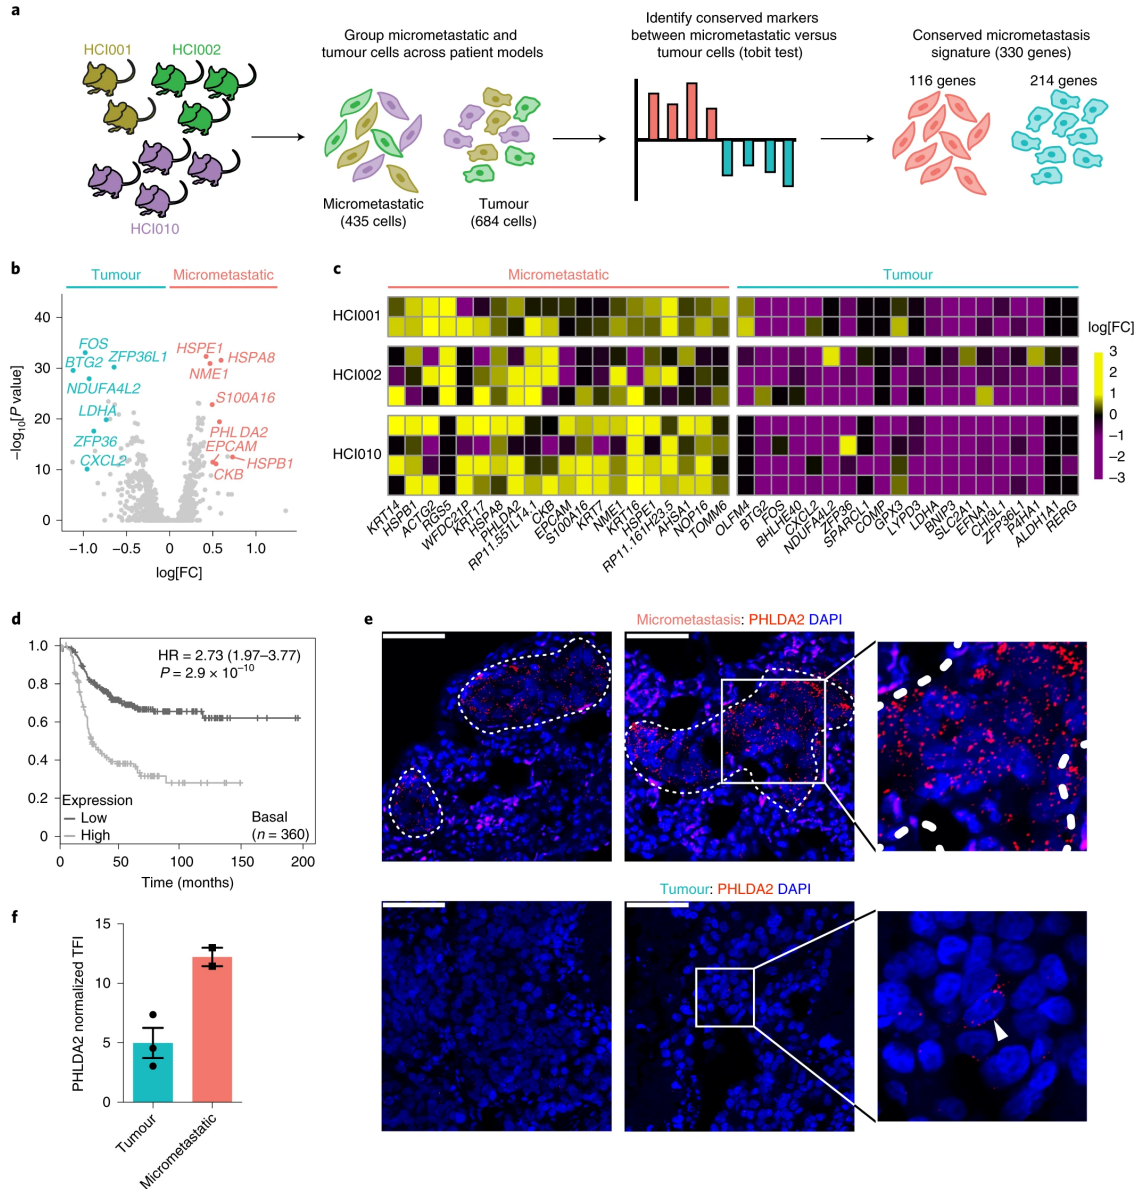 a
HCI001
HCI002
HCI010
Group micrometastatic and
tumour cells across patient models
Micrometastatic
(435 cells)
Tumour
(684 cells)
Identify conserved markers
between micrometastatic versus
tumour cells (tobit test)
Conserved micrometastasis
signature (330 genes)
116 genes
214 genes
b
Tumour
Micrometastatic
–log10[P value]
40
30
20
10
0
FOS
BTG2
ZFP36L1
NDUFA4L2
LDHA
ZFP36
CXCL2
HSPE1
HSPA8
NME1
S100A16
PHLDA2
EPCAM
HSPB1
CKB
–1.0
–0.5
0
0.5
1.0
log[FC]
c
Micrometastatic
Tumour
HCI001
HCI002
HCI010
KRT14
HSPB1
ACTG2
RGS5
WFDC21P
KRT17
HSPA8
PHLDA2
RP11.551L14.1
CKB
EPCAM
S100A16
KRT7
NME1
KRT16
HSPE1
RP11.161H23.5
AP3S1
NOP16
TOMM6
OLFM4
BTG2
FOS
BHLHE40
CXCL2
NDUFA4L2
ZFP36
SPARCL1
COMP
GPX3
LYPD3
LDHA
BNIP3
SLC2A1
EFNA1
CHI3L1
ZFP36L1
P4HA1
ALDH1A1
RERG
log[FC]
3
2
1
0
–1
–2
–3
d
1.0
0.8
0.6
0.4
0.2
0
HR = 2.73 (1.97–3.77)
P = 2.9 × 10–10
Expression
Low
High
Basal
(n = 360)
0
50
100
150
200
Time (months)
e
Micrometastasis: PHLDA2 DAPI
Tumour: PHLDA2 DAPI
f
PHLDA2 normalized TFI
15
10
5
0
Tumour
Micrometastatic